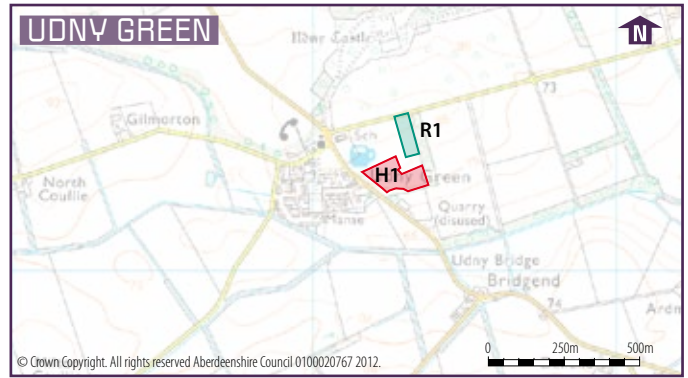 UDNY GREEN
N
Castle
73
Gilmorton
Sch
R1
H1
Green
North
Coullie
Manse
Quarry
(disused)
Udny Bridge
Bridgend
74
© Crown Copyright. All rights reserved Aberdeenshire Council 0100020767 2012.
0 250m 500m